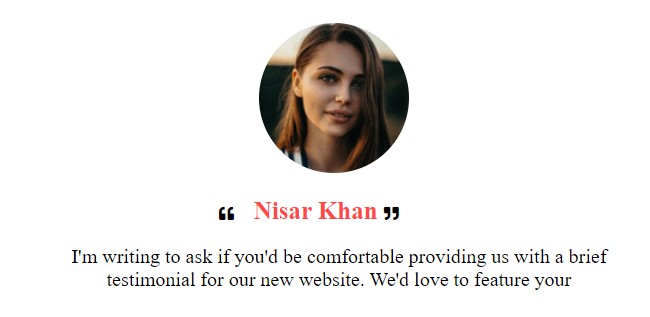 ❝ Nisar Khan ❞
I'm writing to ask if you'd be comfortable providing us with a brief
testimonial for our new website. We'd love to feature your